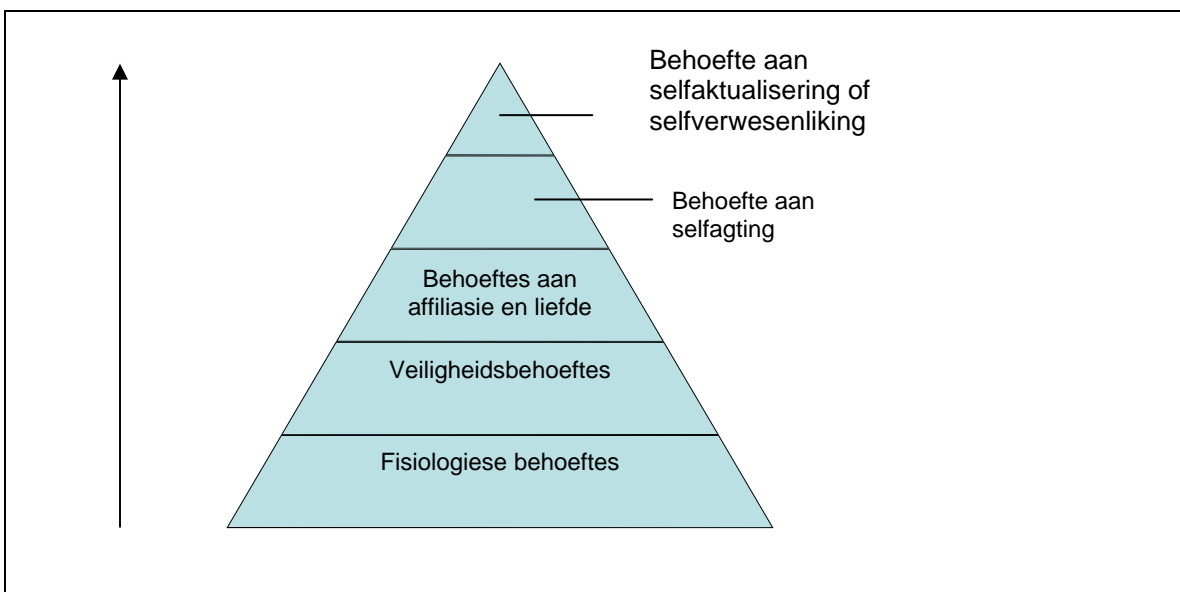 Behoefte aan
selfaktualisering of
selfverwesenliking
Behoefte aan
selfagting
Behoeftes aan
affiliasie en liefde
Veiligheidsbehoeftes
Fisiologiese behoeftes